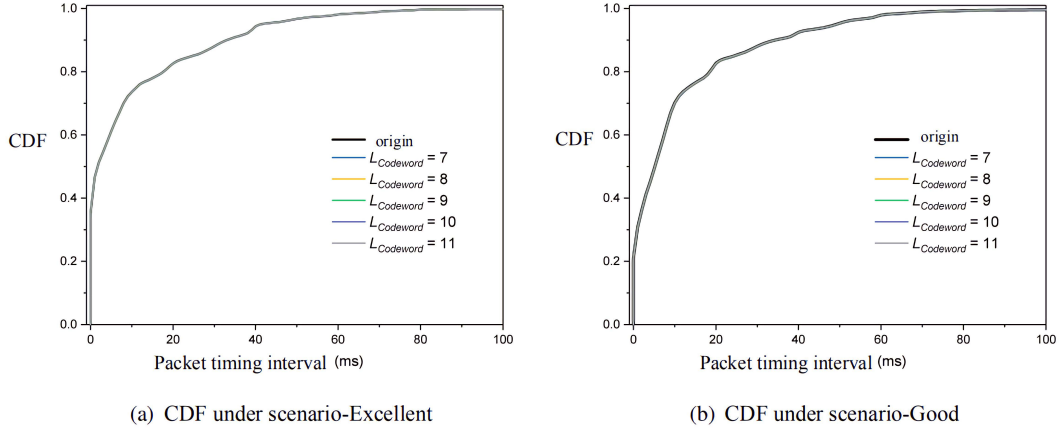 1.0
0.8
0.6
CDF
0.4
0.2
0.0
origin
L_Codeword = 7
L_Codeword = 8
L_Codeword = 9
L_Codeword = 10
L_Codeword = 11
0 20 40 60 80 100
Packet timing interval (ms)
(a) CDF under scenario-Excellent
1.0
0.8
0.6
CDF
0.4
0.2
0.0
origin
L_Codeword = 7
L_Codeword = 8
L_Codeword = 9
L_Codeword = 10
L_Codeword = 11
0 20 40 60 80 100
Packet timing interval (ms)
(b) CDF under scenario-Good